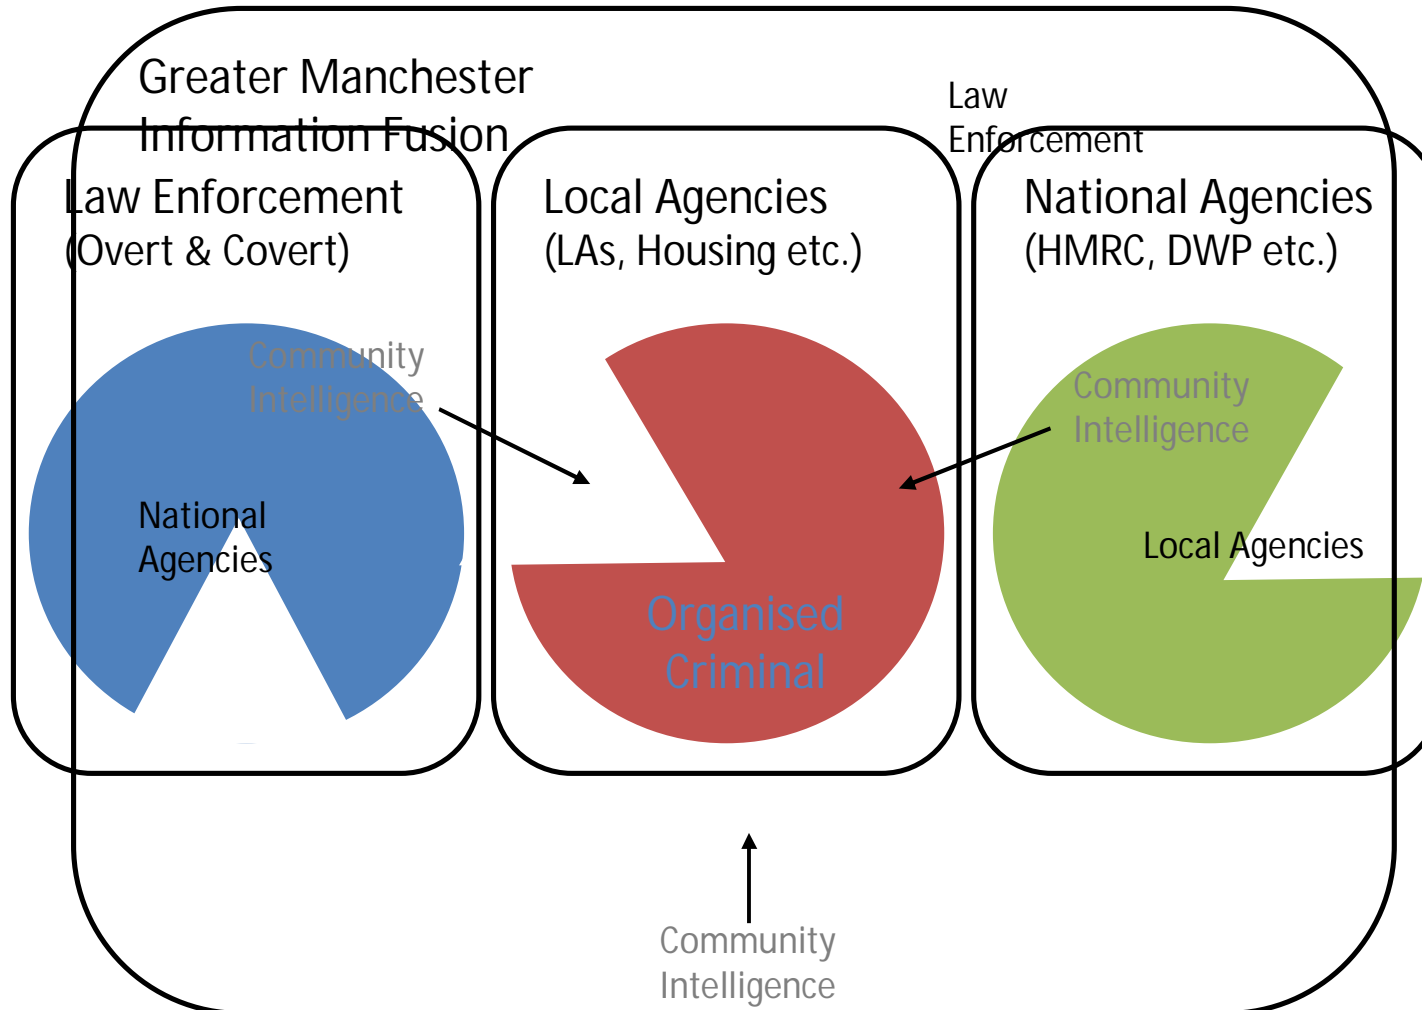 Greater Manchester
Information Fusion
Law
Enforcement
Law Enforcement
(Overt & Covert)
Local Agencies
(LAs, Housing etc.)
National Agencies
(HMRC, DWP etc.)
Community
Intelligence
Community
Intelligence
National
Agencies
Local Agencies
Organised
Criminal
Community
Intelligence